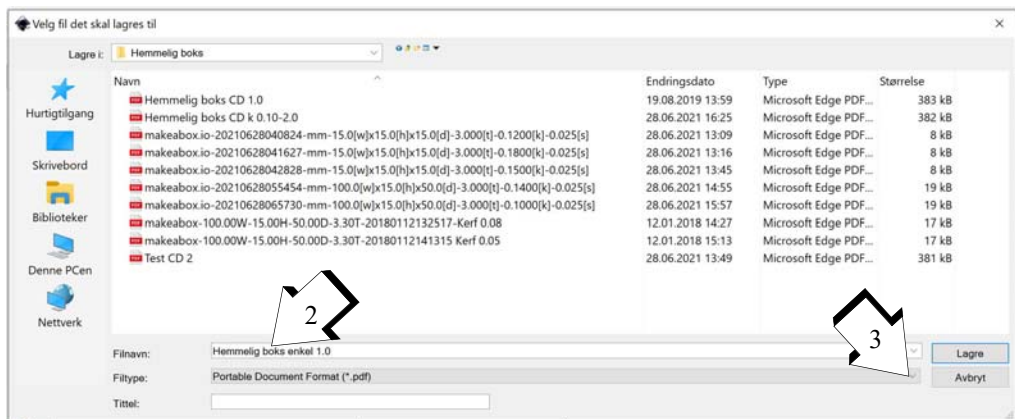 Velg fil det skal lagres til
Lagre i: Hemmelig boks
Navn Endringsdato Type Størrelse
Hemmelig boks CD 1.0 19.08.2019 13:59 Microsoft Edge PDF... 383 kB
Hemmelig boks CD k 0.10-2.0 28.06.2021 16:25 Microsoft Edge PDF... 382 kB
makeabox.io-20210628040824-mm-15.0[w]x15.0[h]x15.0[d]-3.000[t]-0.1200[k]-0.025[s] 28.06.2021 13:09 Microsoft Edge PDF... 8 kB
makeabox.io-20210628041627-mm-15.0[w]x15.0[h]x15.0[d]-3.000[t]-0.1800[k]-0.025[s] 28.06.2021 13:16 Microsoft Edge PDF... 8 kB
makeabox.io-20210628042828-mm-15.0[w]x15.0[h]x15.0[d]-3.000[t]-0.1500[k]-0.025[s] 28.06.2021 13:45 Microsoft Edge PDF... 8 kB
makeabox.io-20210628055454-mm-100.0[w]x15.0[h]x50.0[d]-3.000[t]-0.1400[k]-0.025[s] 28.06.2021 14:55 Microsoft Edge PDF... 19 kB
makeabox.io-20210628065730-mm-100.0[w]x15.0[h]x50.0[d]-3.000[t]-0.1000[k]-0.025[s] 28.06.2021 15:57 Microsoft Edge PDF... 19 kB
makeabox-100.00W-15.00H-50.00D-3.30T-20180112132517-Kerf 0.08 12.01.2018 14:27 Microsoft Edge PDF... 17 kB
makeabox-100.00W-15.00H-50.00D-3.30T-20180112141315 Kerf 0.05 12.01.2018 15:13 Microsoft Edge PDF... 17 kB
Test CD 2 28.06.2021 13:49 Microsoft Edge PDF... 381 kB
Hurtigtilgang
Skrivebord
Biblioteker
Denne PCen
Nettverk
2
3
Filnavn: Hemmelig boks enkel 1.0 Lagre
Filtype: Portable Document Format (*.pdf) Avbryt
Tittel: